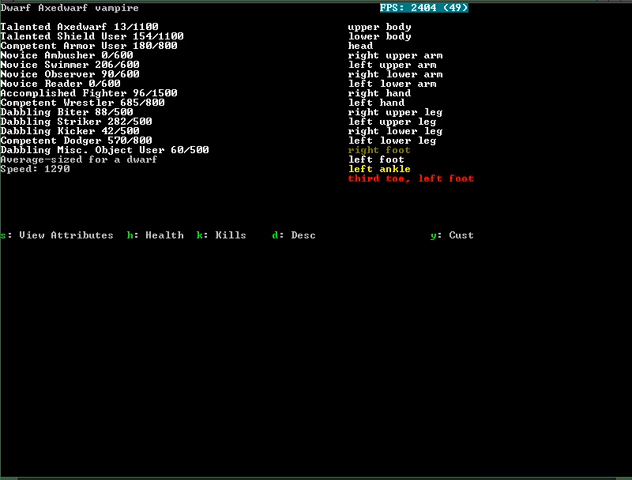 Dwarf Axedwarf vampire FPS: 2404 (49)
Talented Axedwarf 13/1100 upper body
Talented Shield User 154/1100 lower body
Competent Armor User 180/800 head
Novice Ambusher 0/600 right upper arm
Novice Swimmer 206/600 left upper arm
Novice Observer 90/600 right lower arm
Novice Reader 0/600 left lower arm
Accomplished Fighter 96/1500 right hand
Competent Wrestler 685/800 left hand
Dabbling Biter 88/500 right upper leg
Dabbling Striker 282/500 left upper leg
Dabbling Kicker 42/500 right lower leg
Competent Dodger 570/800 left lower leg
Dabbling Misc. Object User 60/500 right foot
Average-sized for a dwarf left foot
Speed: 1290 left ankle
third toe, left foot
s: View Attributes h: Health k: Kills d: Desc y: Cust